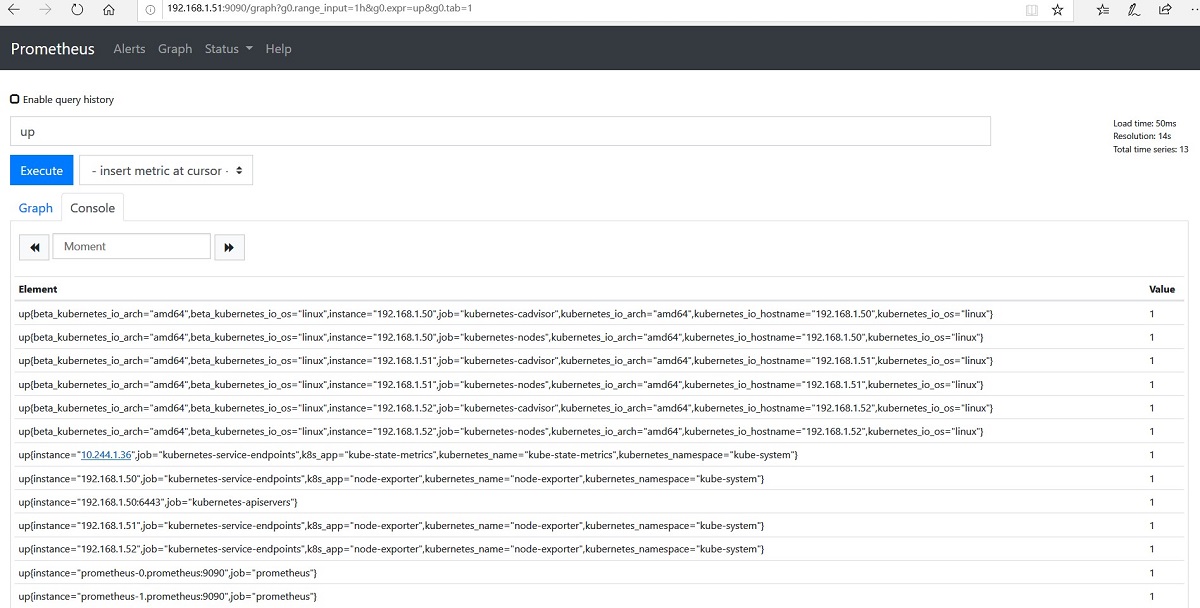 192.168.1.51:9090/graph?g0.range_input=1h&g0.expr=up&g0.tab=1
Prometheus Alerts Graph Status Help
Enable query history
up
Load time: 50ms
Resolution: 14s
Total time series: 13
Execute - insert metric at cursor -
Graph Console
Moment
Element Value
up{beta_kubernetes_io_arch="amd64",beta_kubernetes_io_os="linux",instance="192.168.1.50",job="kubernetes-cadvisor",kubernetes_io_arch="amd64",kubernetes_io_hostname="192.168.1.50",kubernetes_io_os="linux"} 1
up{beta_kubernetes_io_arch="amd64",beta_kubernetes_io_os="linux",instance="192.168.1.50",job="kubernetes-nodes",kubernetes_io_arch="amd64",kubernetes_io_hostname="192.168.1.50",kubernetes_io_os="linux"} 1
up{beta_kubernetes_io_arch="amd64",beta_kubernetes_io_os="linux",instance="192.168.1.51",job="kubernetes-cadvisor",kubernetes_io_arch="amd64",kubernetes_io_hostname="192.168.1.51",kubernetes_io_os="linux"} 1
up{beta_kubernetes_io_arch="amd64",beta_kubernetes_io_os="linux",instance="192.168.1.51",job="kubernetes-nodes",kubernetes_io_arch="amd64",kubernetes_io_hostname="192.168.1.51",kubernetes_io_os="linux"} 1
up{beta_kubernetes_io_arch="amd64",beta_kubernetes_io_os="linux",instance="192.168.1.52",job="kubernetes-cadvisor",kubernetes_io_arch="amd64",kubernetes_io_hostname="192.168.1.52",kubernetes_io_os="linux"} 1
up{beta_kubernetes_io_arch="amd64",beta_kubernetes_io_os="linux",instance="192.168.1.52",job="kubernetes-nodes",kubernetes_io_arch="amd64",kubernetes_io_hostname="192.168.1.52",kubernetes_io_os="linux"} 1
up{instance="10.244.1.36",job="kubernetes-service-endpoints",k8s_app="kube-state-metrics",kubernetes_name="kube-state-metrics",kubernetes_namespace="kube-system"} 1
up{instance="192.168.1.50",job="kubernetes-service-endpoints",k8s_app="node-exporter",kubernetes_name="node-exporter",kubernetes_namespace="kube-system"} 1
up{instance="192.168.1.50:6443",job="kubernetes-apiservers"} 1
up{instance="192.168.1.51",job="kubernetes-service-endpoints",k8s_app="node-exporter",kubernetes_name="node-exporter",kubernetes_namespace="kube-system"} 1
up{instance="192.168.1.52",job="kubernetes-service-endpoints",k8s_app="node-exporter",kubernetes_name="node-exporter",kubernetes_namespace="kube-system"} 1
up{instance="prometheus-0.prometheus:9090",job="prometheus"} 1
up{instance="prometheus-1.prometheus:9090",job="prometheus"} 1